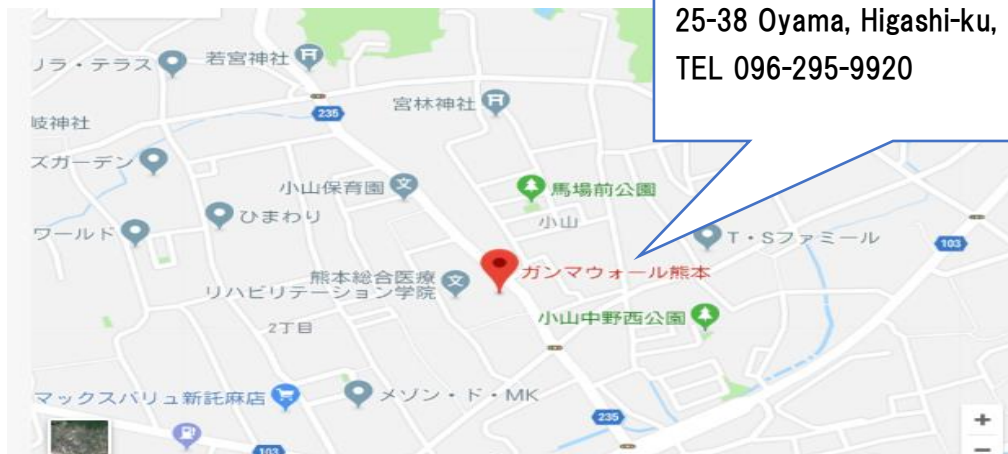 25-38 Oyama, Higashi-ku,
TEL 096-295-9920
リラ・テラス
若宮神社
235
宮林神社
岐神社
ズガーデン
小山保育園
馬場前公園
ひまわり
小山
ワールド
T・Sファミール
103
熊本総合医療
リハビリテーション学院
ガンマウォール熊本
小山中野西公園
2丁目
マックスバリュ新託麻店
メゾン・ド・MK
235
103
+
−